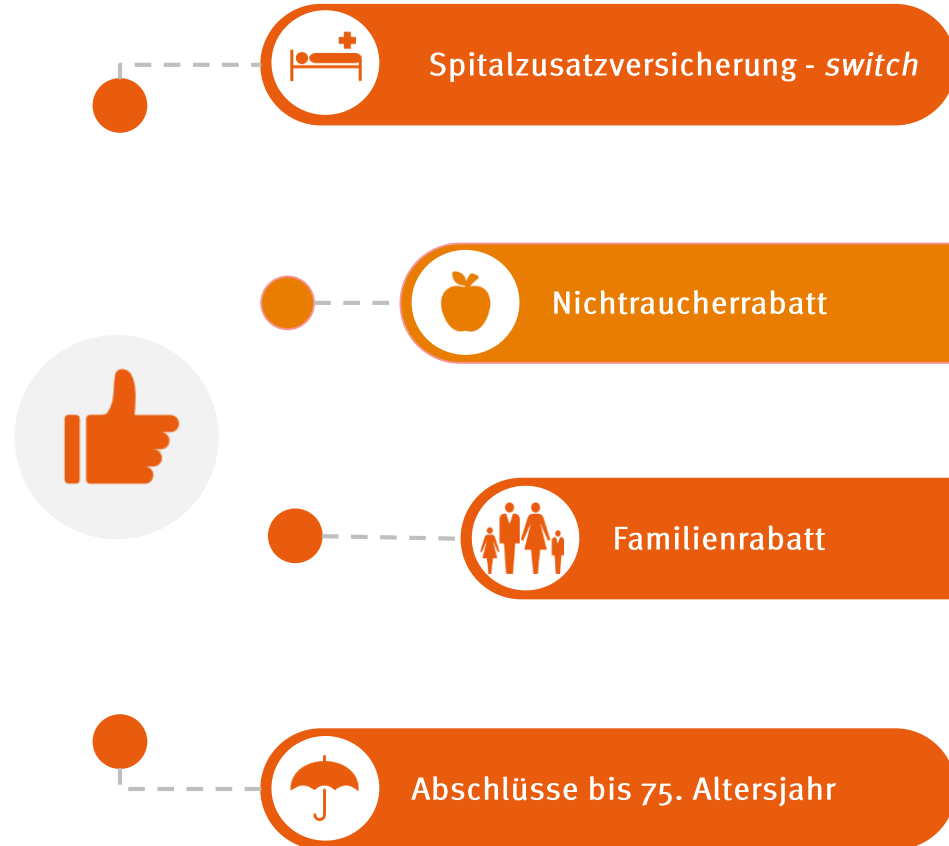 Spitalzusatzversicherung - switch
Nichtraucherrabatt
Familienrabatt
Abschlüsse bis 75. Altersjahr